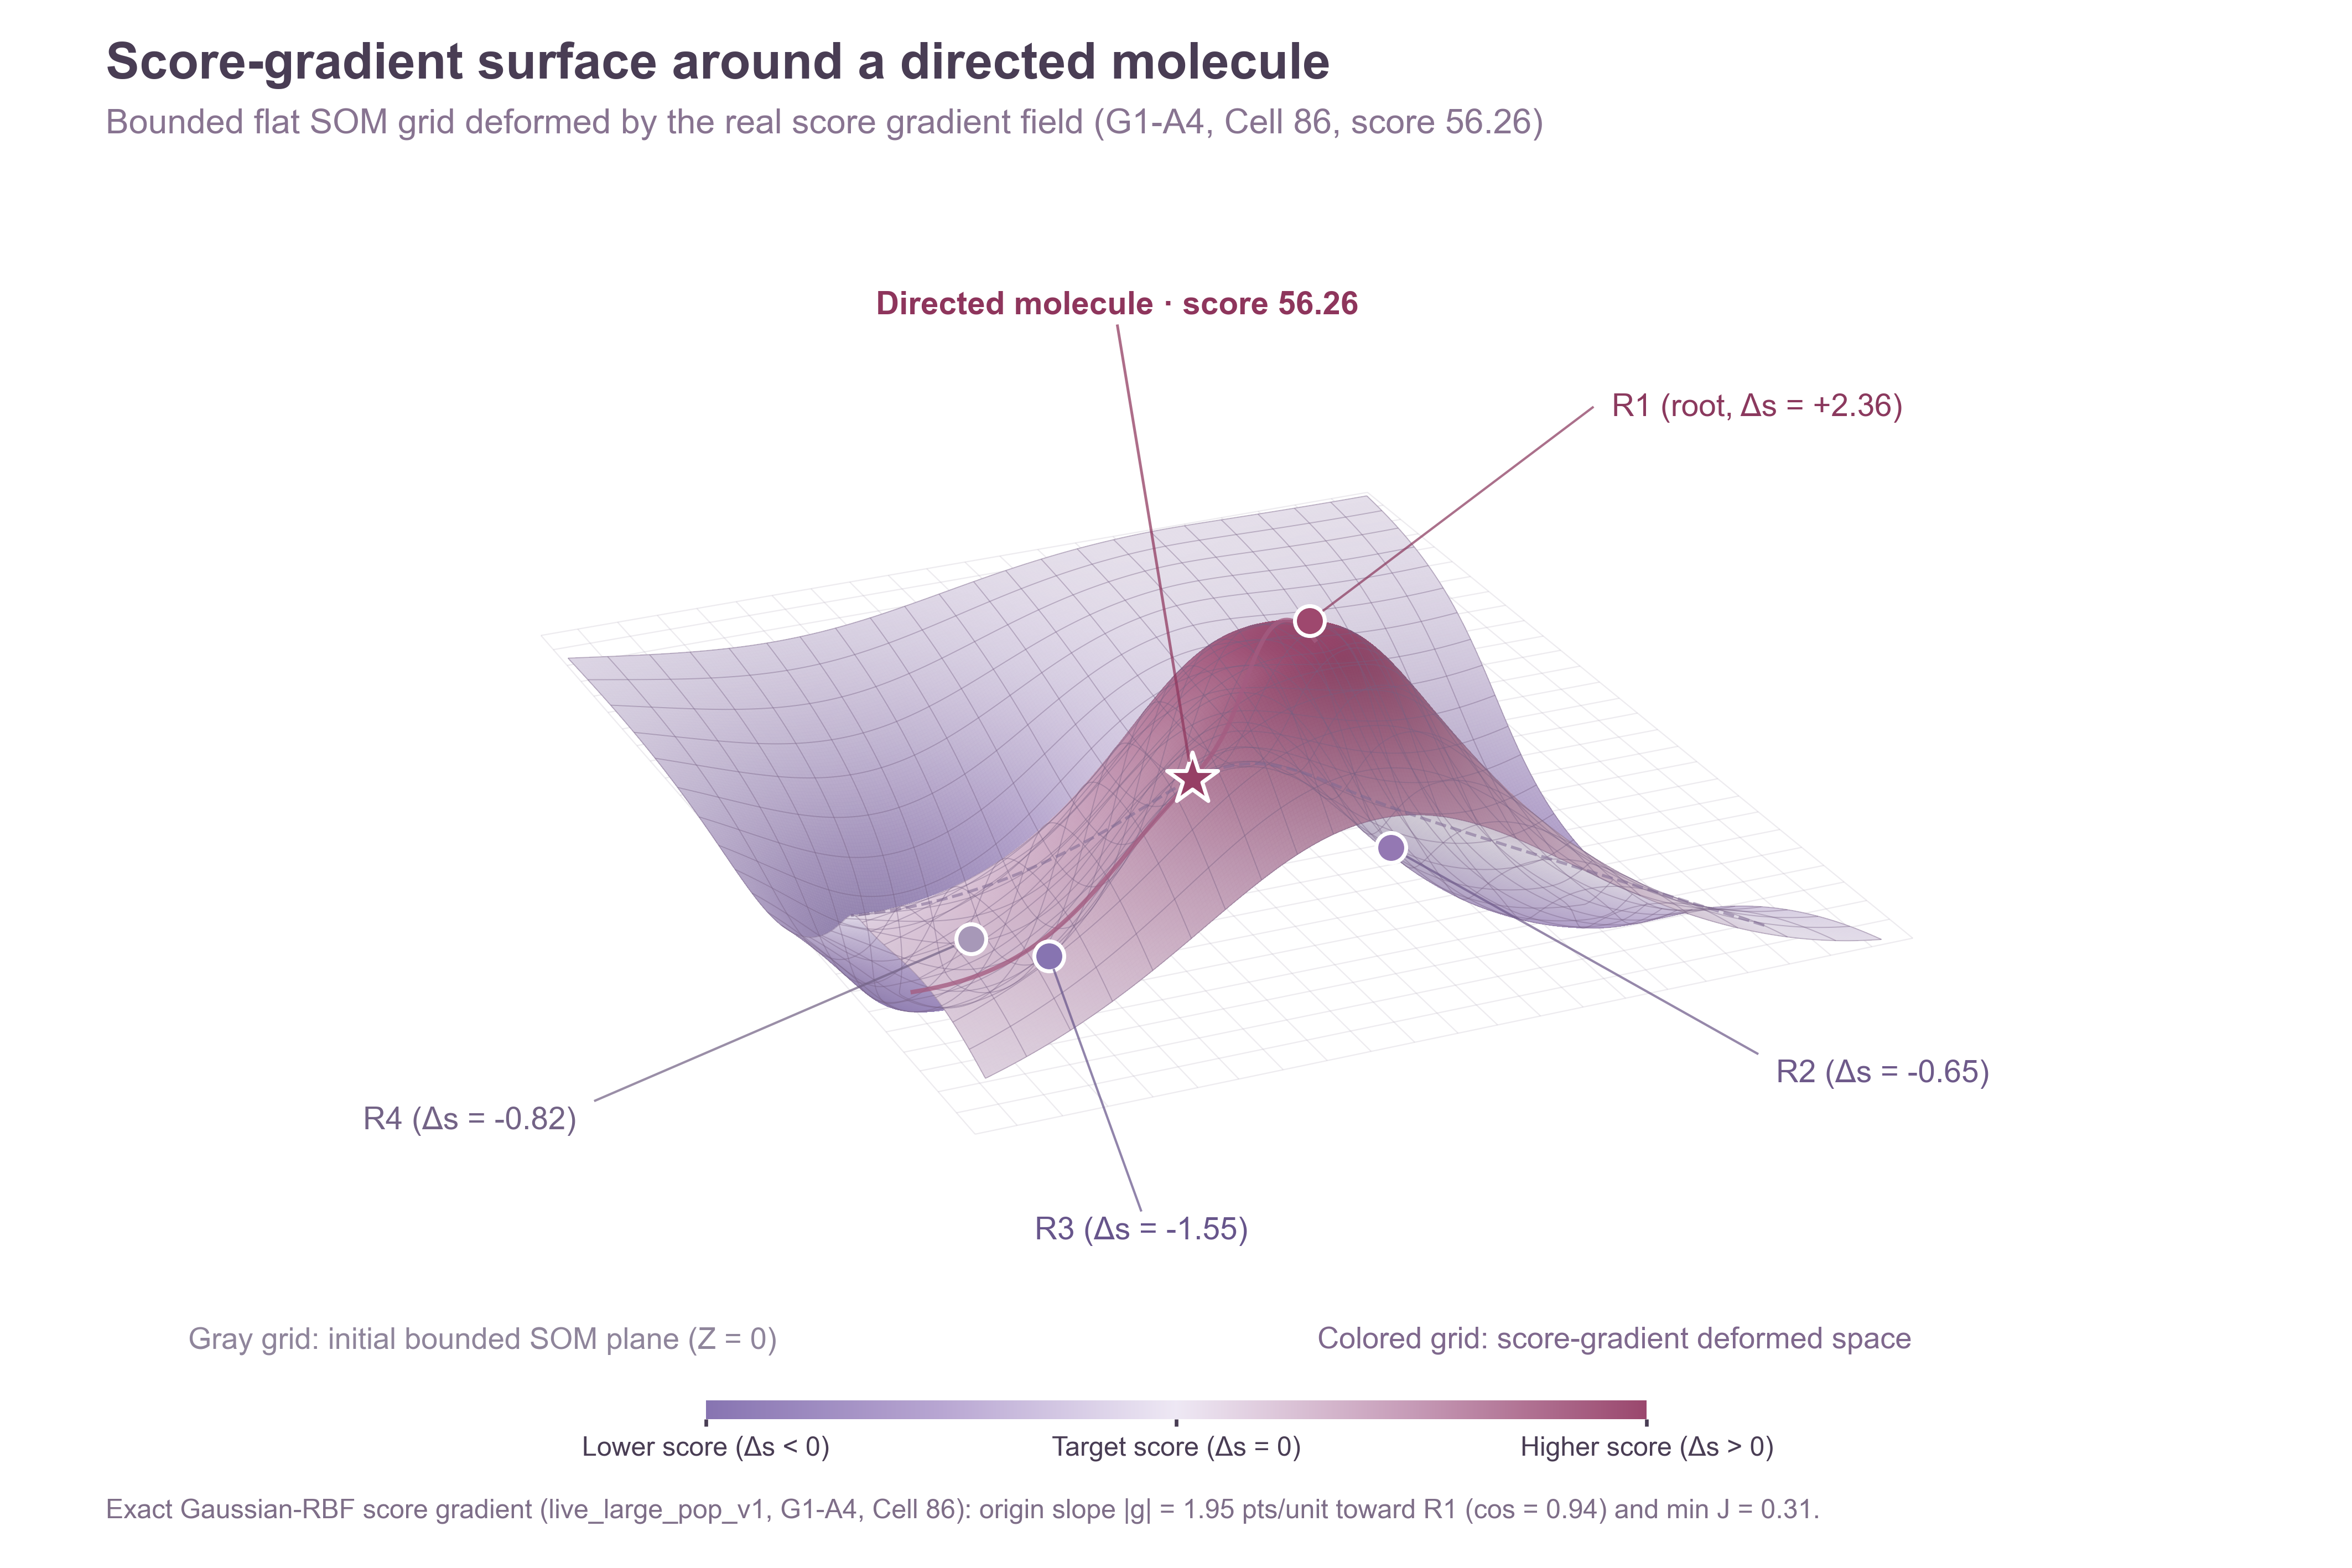 Score-gradient surface around a directed molecule
Bounded flat SOM grid deformed by the real score gradient field (G1-A4, Cell 86, score 56.26)
Directed molecule · score 56.26
R1 (root, Δs = +2.36)
R2 (Δs = -0.65)
R4 (Δs = -0.82)
R3 (Δs = -1.55)
Gray grid: initial bounded SOM plane (Z = 0)
Colored grid: score-gradient deformed space
Lower score (Δs < 0)
Target score (Δs = 0)
Higher score (Δs > 0)
Exact Gaussian-RBF score gradient (live_large_pop_v1, G1-A4, Cell 86): origin slope |g| = 1.95 pts/unit toward R1 (cos = 0.94) and min J = 0.31.